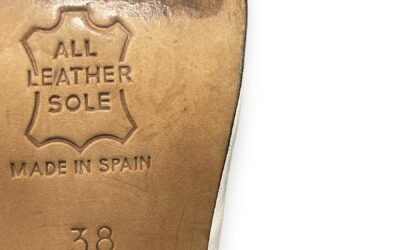 ALL
LEATHER
SOLE
MADE IN SPAIN
38